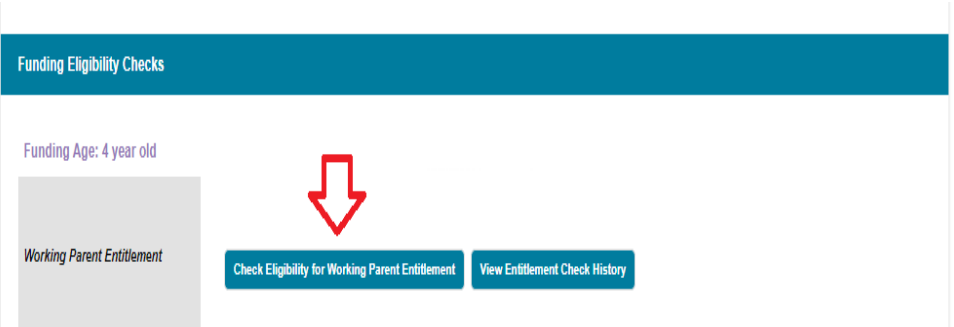 Funding Eligibility Checks
Funding Age: 4 year old
Working Parent Entitlement
Check Eligibility for Working Parent Entitlement
View Entitlement Check History